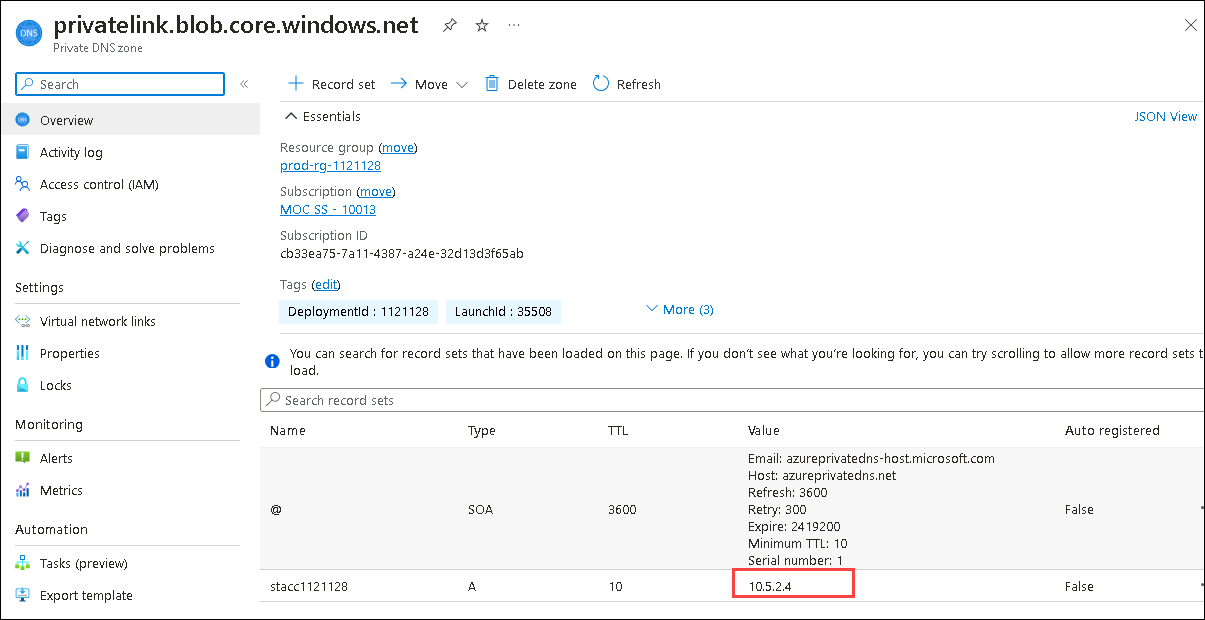 DNS
privatelink.blob.core.windows.net
Private DNS zone
Search
Record set
Move
Delete zone
Refresh
Overview
Activity log
Access control (IAM)
Tags
Diagnose and solve problems
Settings
Virtual network links
Properties
Locks
Monitoring
Alerts
Metrics
Automation
Tasks (preview)
Export template
Essentials
JSON View
Resource group (move)
prod-rg-1121128
Subscription (move)
MOC SS - 10013
Subscription ID
cb33ea75-7a11-4387-a24e-32d13d3f65ab
Tags (edit)
DeploymentId : 1121128
LaunchId : 35508
More (3)
You can search for record sets that have been loaded on this page. If you don't see what you're looking for, you can try scrolling to allow more record sets t
load.
Search record sets
Name Type TTL Value Auto registered
Email: azureprivatedns-host.microsoft.com
Host: azureprivatedns.net
Refresh: 3600
Retry: 300
@ SOA 3600 False
Expire: 2419200
Minimum TTL: 10
Serial number: 1
stacc1121128 A 10 10.5.2.4 False